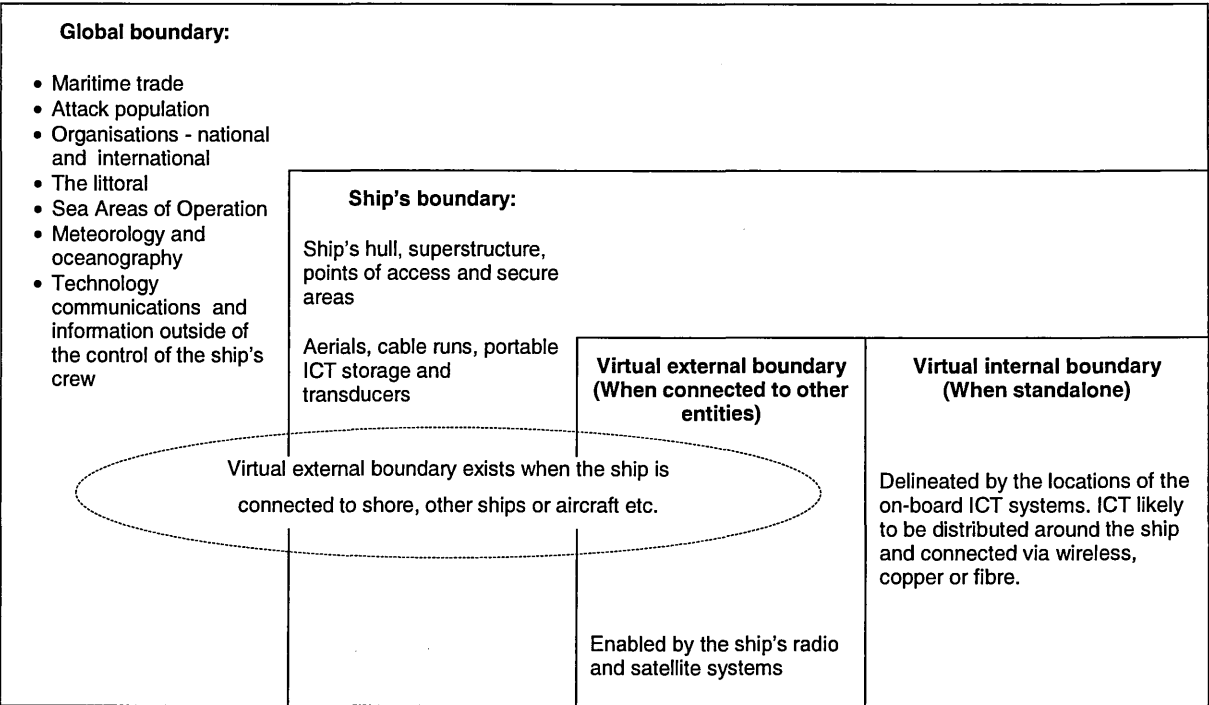 Global boundary:
• Maritime trade
• Attack population
• Organisations - national
and international
• The littoral
• Sea Areas of Operation
• Meteorology and
oceanography
• Technology
communications and
information outside of
the control of the ship's
crew
Ship's boundary:
Ship's hull, superstructure,
points of access and secure
areas
Aerials, cable runs, portable
ICT storage and
transducers
Virtual external boundary
(When connected to other
entities)
Virtual internal boundary
(When standalone)
Virtual external boundary exists when the ship is
connected to shore, other ships or aircraft etc.
Delineated by the locations of the
on-board ICT systems. ICT likely
to be distributed around the ship
and connected via wireless,
copper or fibre.
Enabled by the ship's radio
and satellite systems